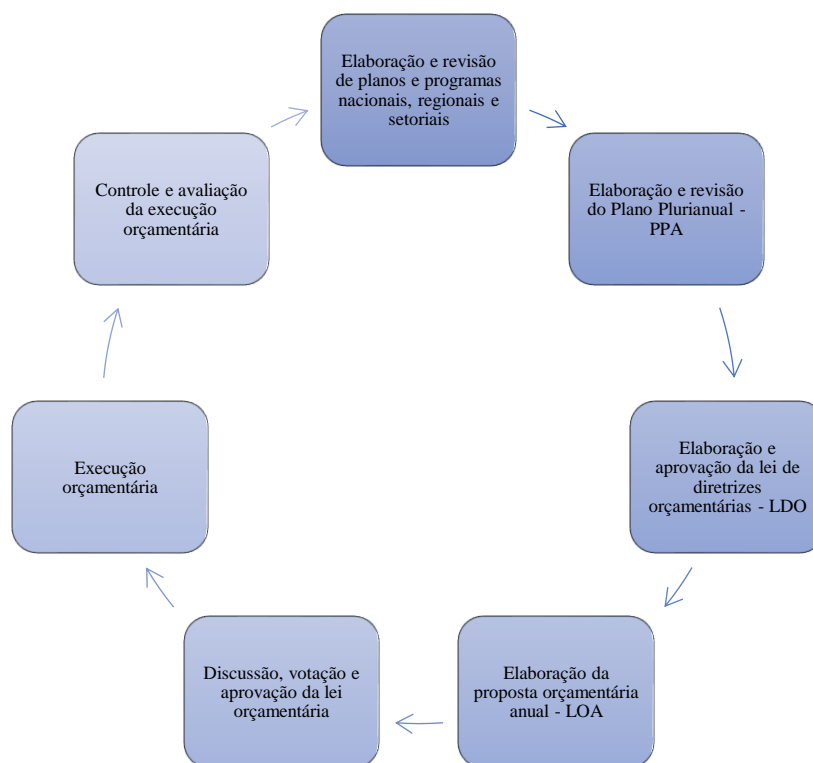 Elaboração e revisão
de planos e programas
nacionais, regionais e
setoriais
Elaboração e revisão
do Plano Plurianual -
PPA
Elaboração e
aprovação da lei de
diretrizes
orçamentárias - LDO
Elaboração da
proposta orçamentária
anual - LOA
Discussão, votação e
aprovação da lei
orçamentária
Execução
orçamentária
Controle e avaliação
da execução
orçamentária